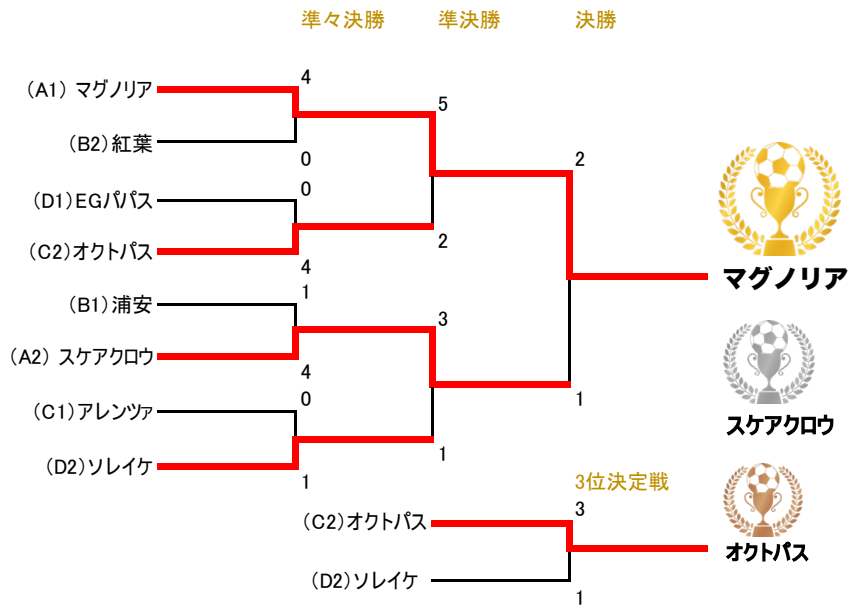 準々決勝 準決勝 決勝
4
(A1) マグノリア
5
(B2)紅葉
0
2
0
(D1)EGパパス
2
(C2)オクトパス
4
マグノリア
1
(B1)浦安
3
(A2) スケアクロウ
4
0
1
(C1)アレンツァ
スケアクロウ
1
(D2)ソレイケ
1
3位決定戦
3
(C2)オクトパス
オクトパス
(D2)ソレイケ
1